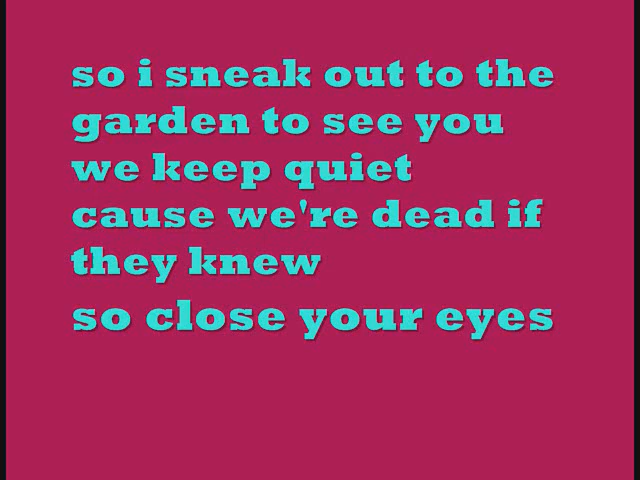 so i sneak out to the
garden to see you
we keep quiet
cause we're dead if
they knew
so close your eyes